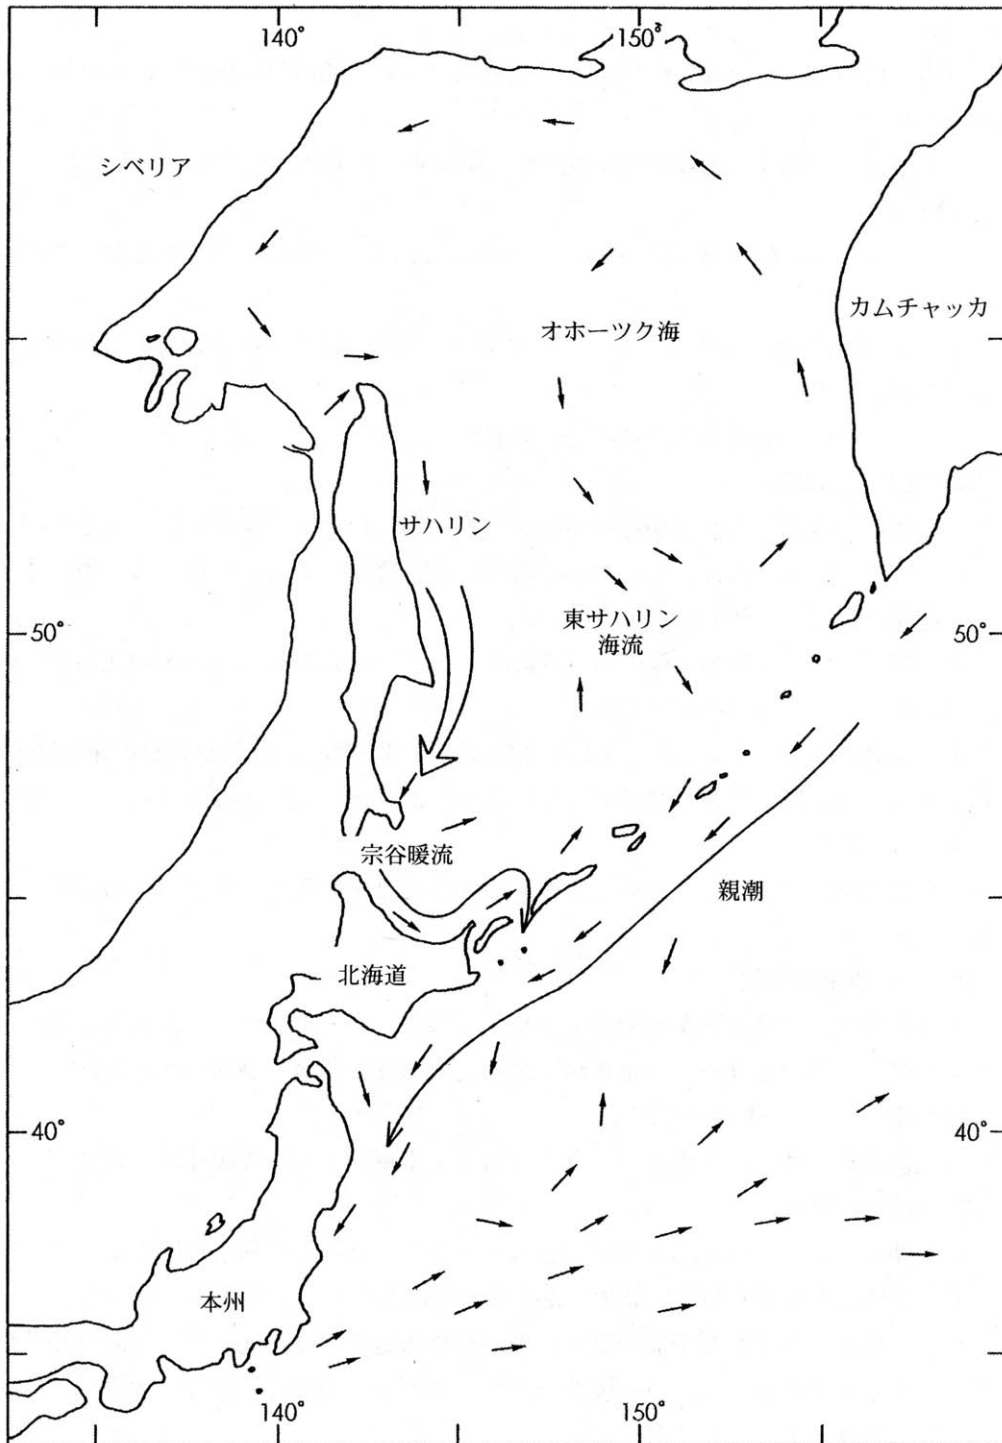 140°
150°
シベリア
カムチャッカ
オホーツク海
サハリン
東サハリン
海流
50°
50°
宗谷暖流
親潮
北海道
40°
40°
本州
140°
150°